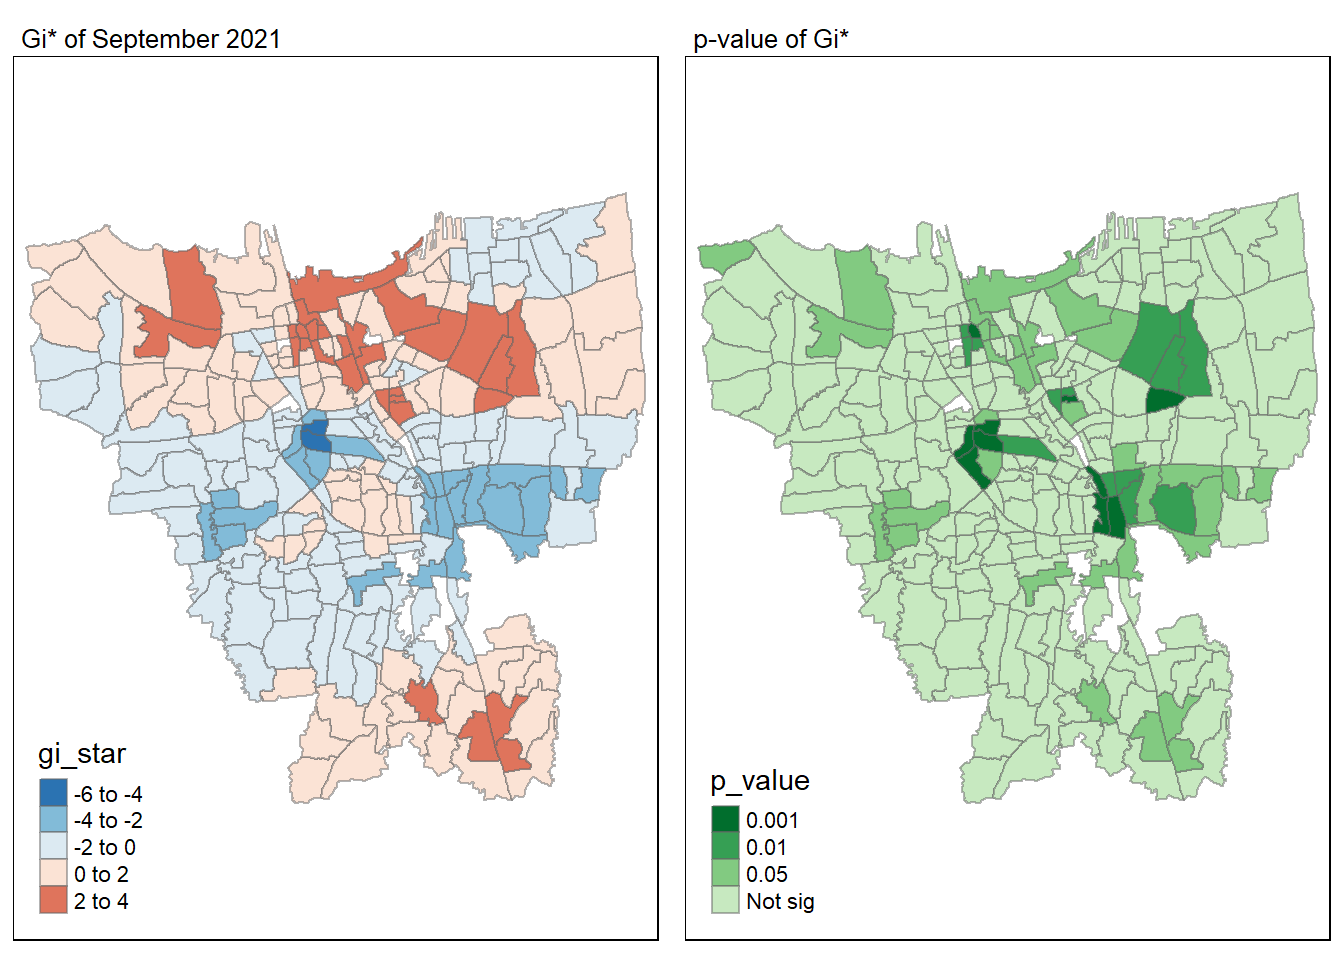 Gi* of September 2021
p-value of Gi*
gi_star
-6 to -4
-4 to -2
-2 to 0
0 to 2
2 to 4
p_value
0.001
0.01
0.05
Not sig